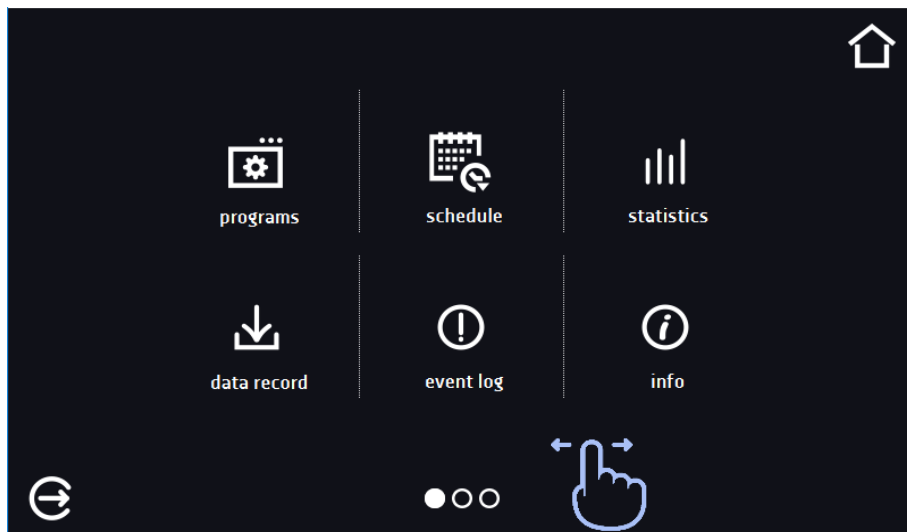 programs
schedule
statistics
data record
event log
info